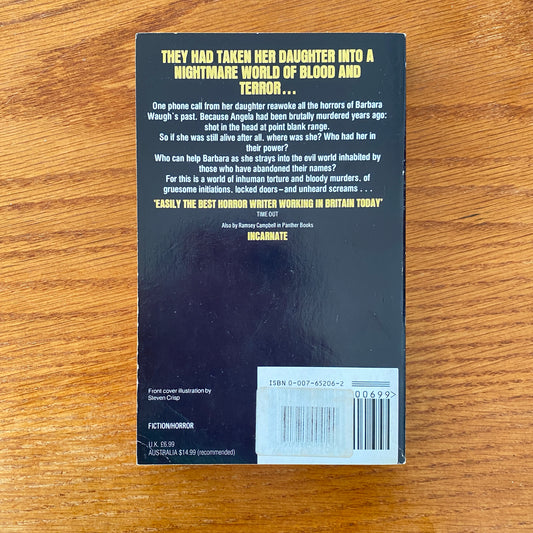 THEY HAD TAKEN HER DAUGHTER INTO A
NIGHTMARE WORLD OF BLOOD AND
TERROR...
One phone call from her daughter reawoke all the horrors of Barbara
Waugh's past. Because Angela had been brutally murdered years ago:
shot in the head at point blank range.
So if she was still alive after all, where was she? Who had her in
their power?
Who can help Barbara as she strays into the evil world inhabited by
those who have abandoned their names?
For this is a world of inhuman torture and bloody murders, of
gruesome initiations, locked doors – and unheard screams . . .
'EASILY THE BEST HORROR WRITER WORKING IN BRITAIN TODAY'
TIME OUT
Also by Ramsey Campbell in Panther Books
INCARNATE
ISBN 0-007-65206-2
00699>
Front cover illustration by
Steven Crisp
FICTION/HORROR
U.K. £6.99
AUSTRALIA $14.99 (recommended)